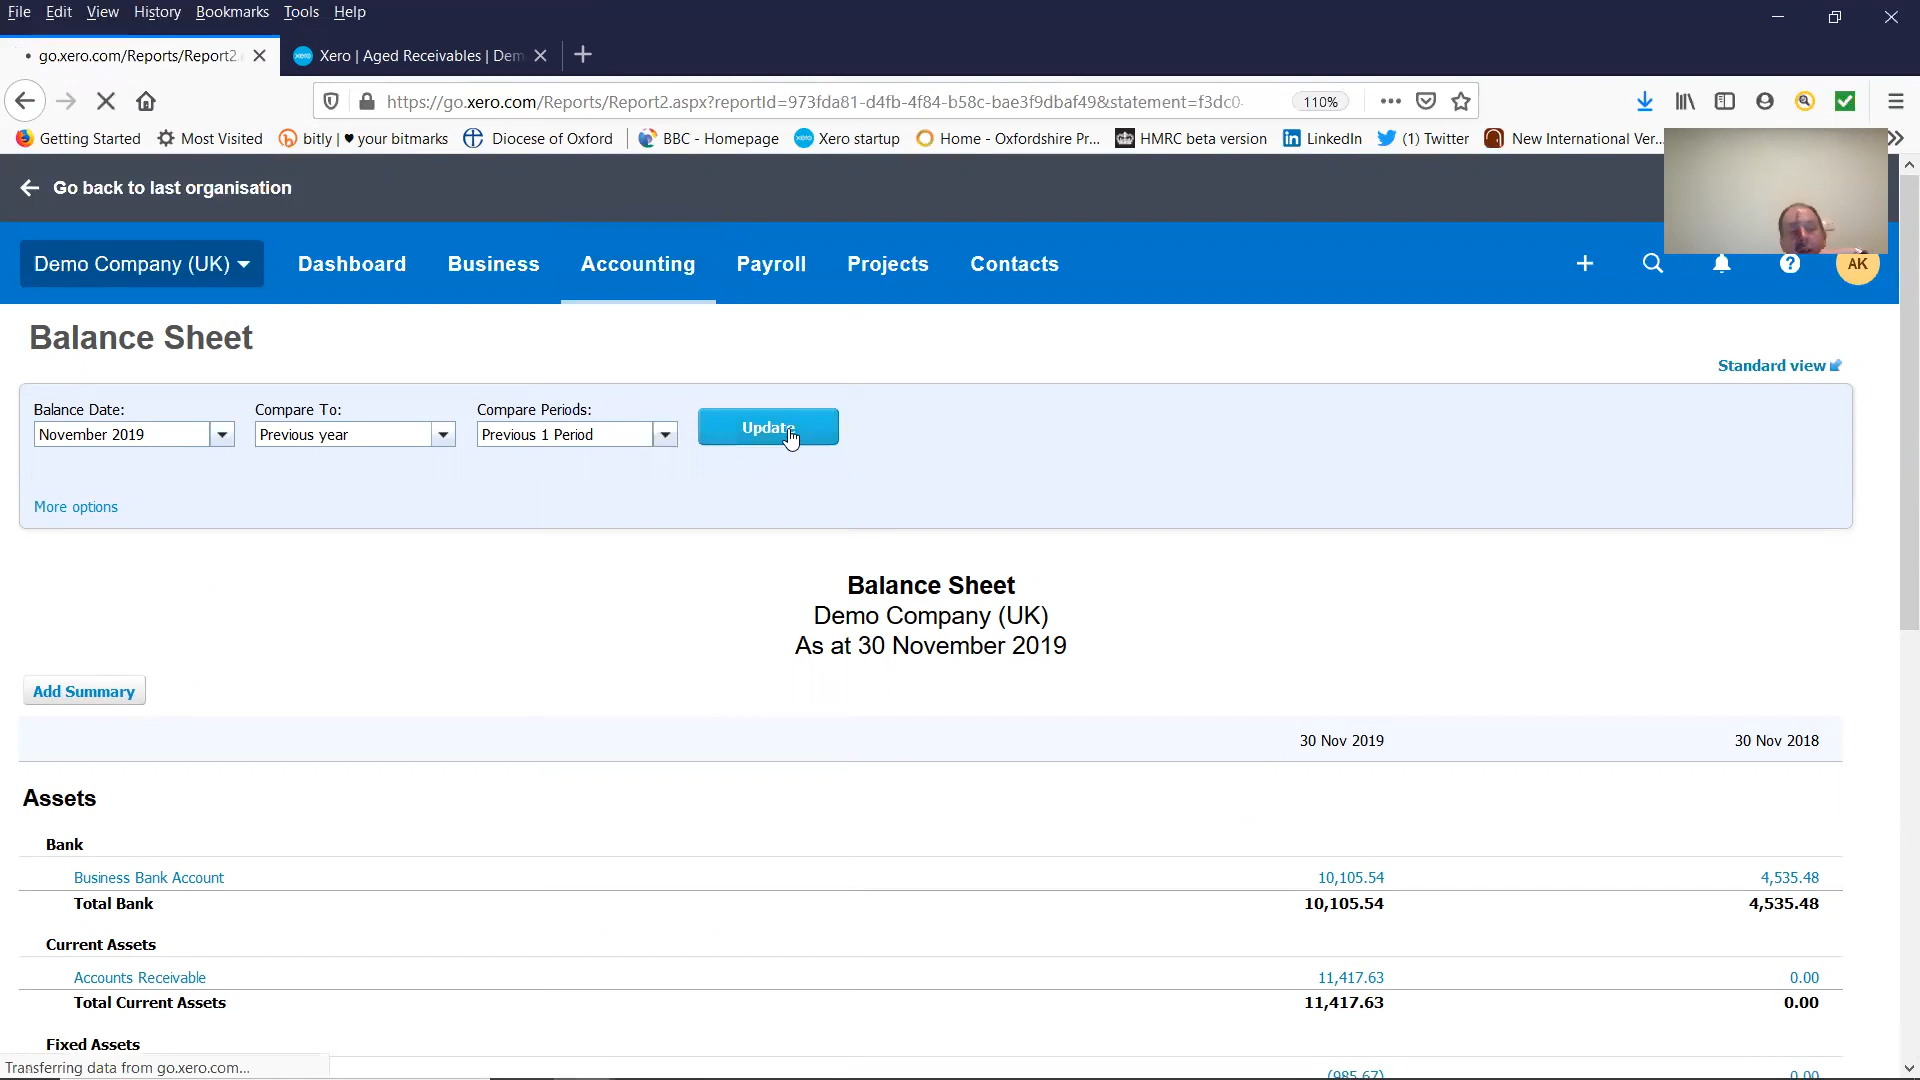 File Edit View History Bookmarks Tools Help
go.xero.com/Reports/Report2.
Xero | Aged Receivables | Dem
https://go.xero.com/Reports/Report2.aspx?reportId=973fda81-d4fb-4f84-b58c-bae3f9dbaf49&statement=f3dc0-
110%
Getting Started Most Visited bitly | ♥ your bitmarks Diocese of Oxford BBC - Homepage Xero startup Home - Oxfordshire Pr... HMRC beta version LinkedIn (1) Twitter New International Ver...
Go back to last organisation
Demo Company (UK) Dashboard Business Accounting Payroll Projects Contacts AK
Balance Sheet
Standard view
Balance Date: Compare To: Compare Periods:
November 2019 Previous year Previous 1 Period Update
More options
Balance Sheet
Demo Company (UK)
As at 30 November 2019
Add Summary
30 Nov 2019 30 Nov 2018
Assets
Bank
Business Bank Account 10,105.54 4,535.48
Total Bank 10,105.54 4,535.48
Current Assets
Accounts Receivable 11,417.63 0.00
Total Current Assets 11,417.63 0.00
Fixed Assets
Transferring data from go.xero.com...
(985.67) 0.00